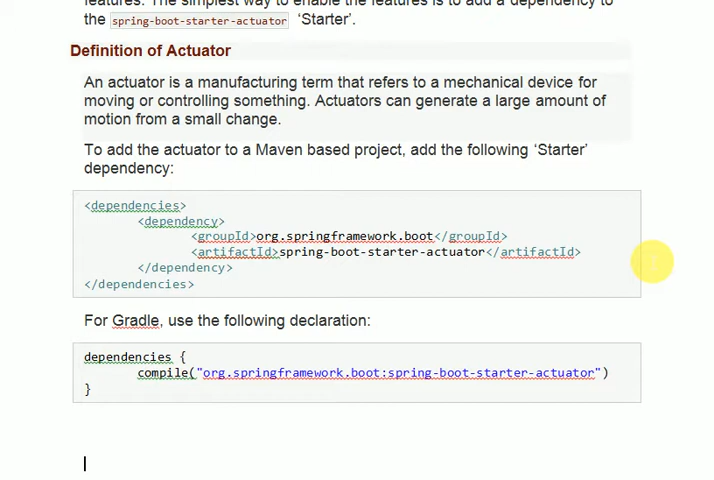 features. The simplest way to enable the features is to add a dependency to
the spring-boot-starter-actuator ‘Starter’.
Definition of Actuator
An actuator is a manufacturing term that refers to a mechanical device for
moving or controlling something. Actuators can generate a large amount of
motion from a small change.
To add the actuator to a Maven based project, add the following ‘Starter’
dependency:
<dependencies>
<dependency>
<groupId>org.springframework.boot</groupId>
<artifactId>spring-boot-starter-actuator</artifactId>
</dependency>
</dependencies>
For Gradle, use the following declaration:
dependencies {
compile("org.springframework.boot:spring-boot-starter-actuator")
}